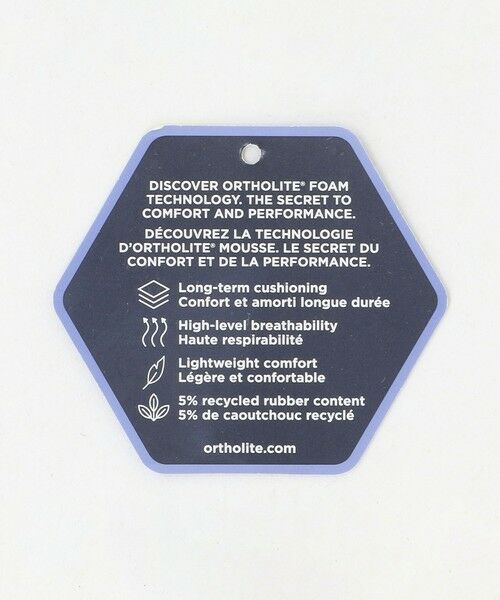 DISCOVER ORTHOLITE® FOAM
TECHNOLOGY. THE SECRET TO
COMFORT AND PERFORMANCE.
DÉCOUVREZ LA TECHNOLOGIE
D'ORTHOLITE® MOUSSE. LE SECRET DU
CONFORT ET DE LA PERFORMANCE.
Long-term cushioning
Confort et amorti longue durée
High-level breathability
Haute respirabilité
Lightweight comfort
Légère et confortable
5% recycled rubber content
5% de caoutchouc recyclé
ortholite.com